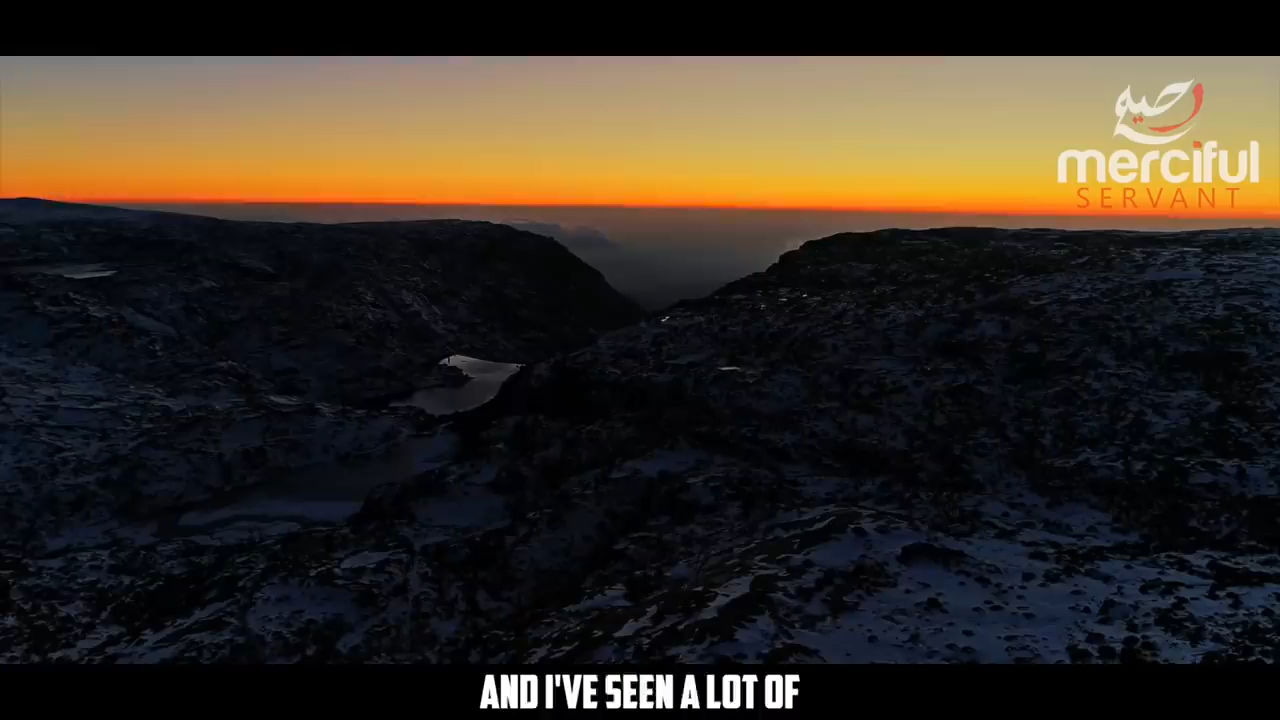 رحيم
merciful
SERVANT
AND I'VE SEEN A LOT OF